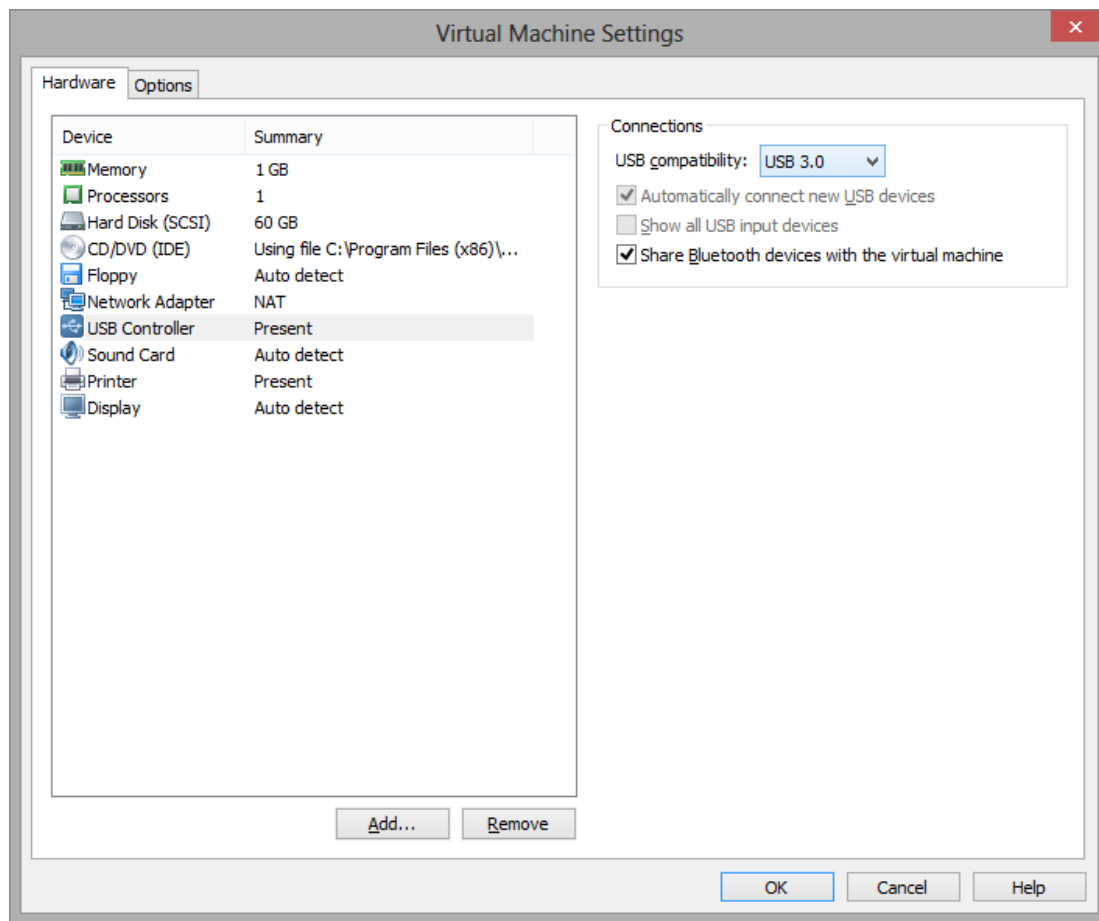 Virtual Machine Settings
Hardware Options
Device Summary
Memory 1 GB
Processors 1
Hard Disk (SCSI) 60 GB
CD/DVD (IDE) Using file C:\Program Files (x86)\...
Floppy Auto detect
Network Adapter NAT
USB Controller Present
Sound Card Auto detect
Printer Present
Display Auto detect
Add... Remove
Connections
USB compatibility: USB 3.0
Automatically connect new USB devices
Show all USB input devices
Share Bluetooth devices with the virtual machine
OK Cancel Help